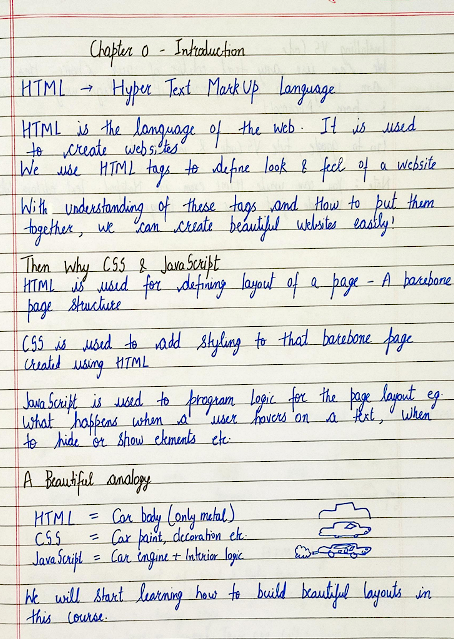 Chapter 0 - Introduction
HTML → Hyper Text MarkUp Language
HTML is the language of the web. It is used
to create websites
We use HTML tags to define look & feel of a website
With understanding of these tags and How to put them
together, we can create beautiful websites easily!
Then Why CSS & JavaScript
HTML is used for defining layout of a page - A barebone
page structure
CSS is used to add styling to that barebone page
created using HTML
JavaScript is used to program logic for the page layout eg.
What happens when a user hovers on a text, when
to hide or show elements etc.
A Beautiful analogy
HTML = Car body (only metal)
CSS = Car paint, decoration etc.
JavaScript = Car engine + Interior logic
We will start learning how to build beautiful layouts in
this course.